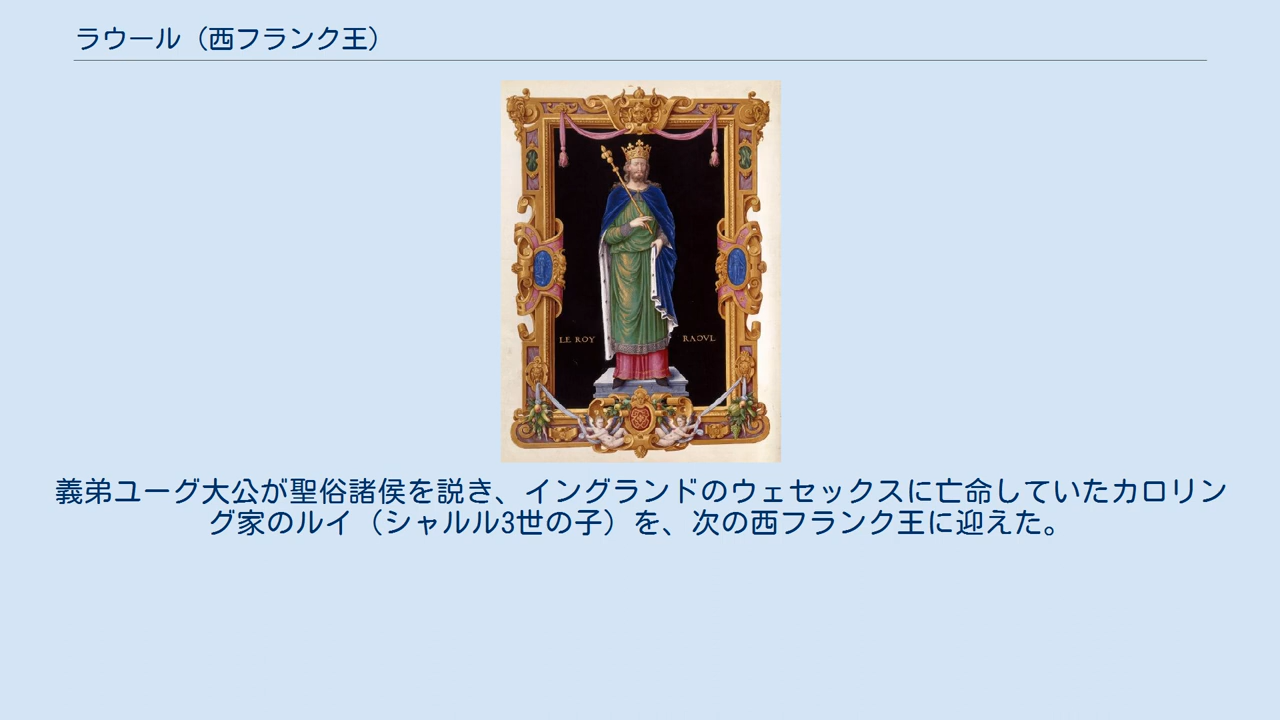 ラウール（西フランク王）
LE ROY RAOVL
義弟ユーグ大公が聖俗諸侯を説き、イングランドのウェセックスに亡命していたカロリン
グ家のルイ（シャルル3世の子）を、次の西フランク王に迎えた。